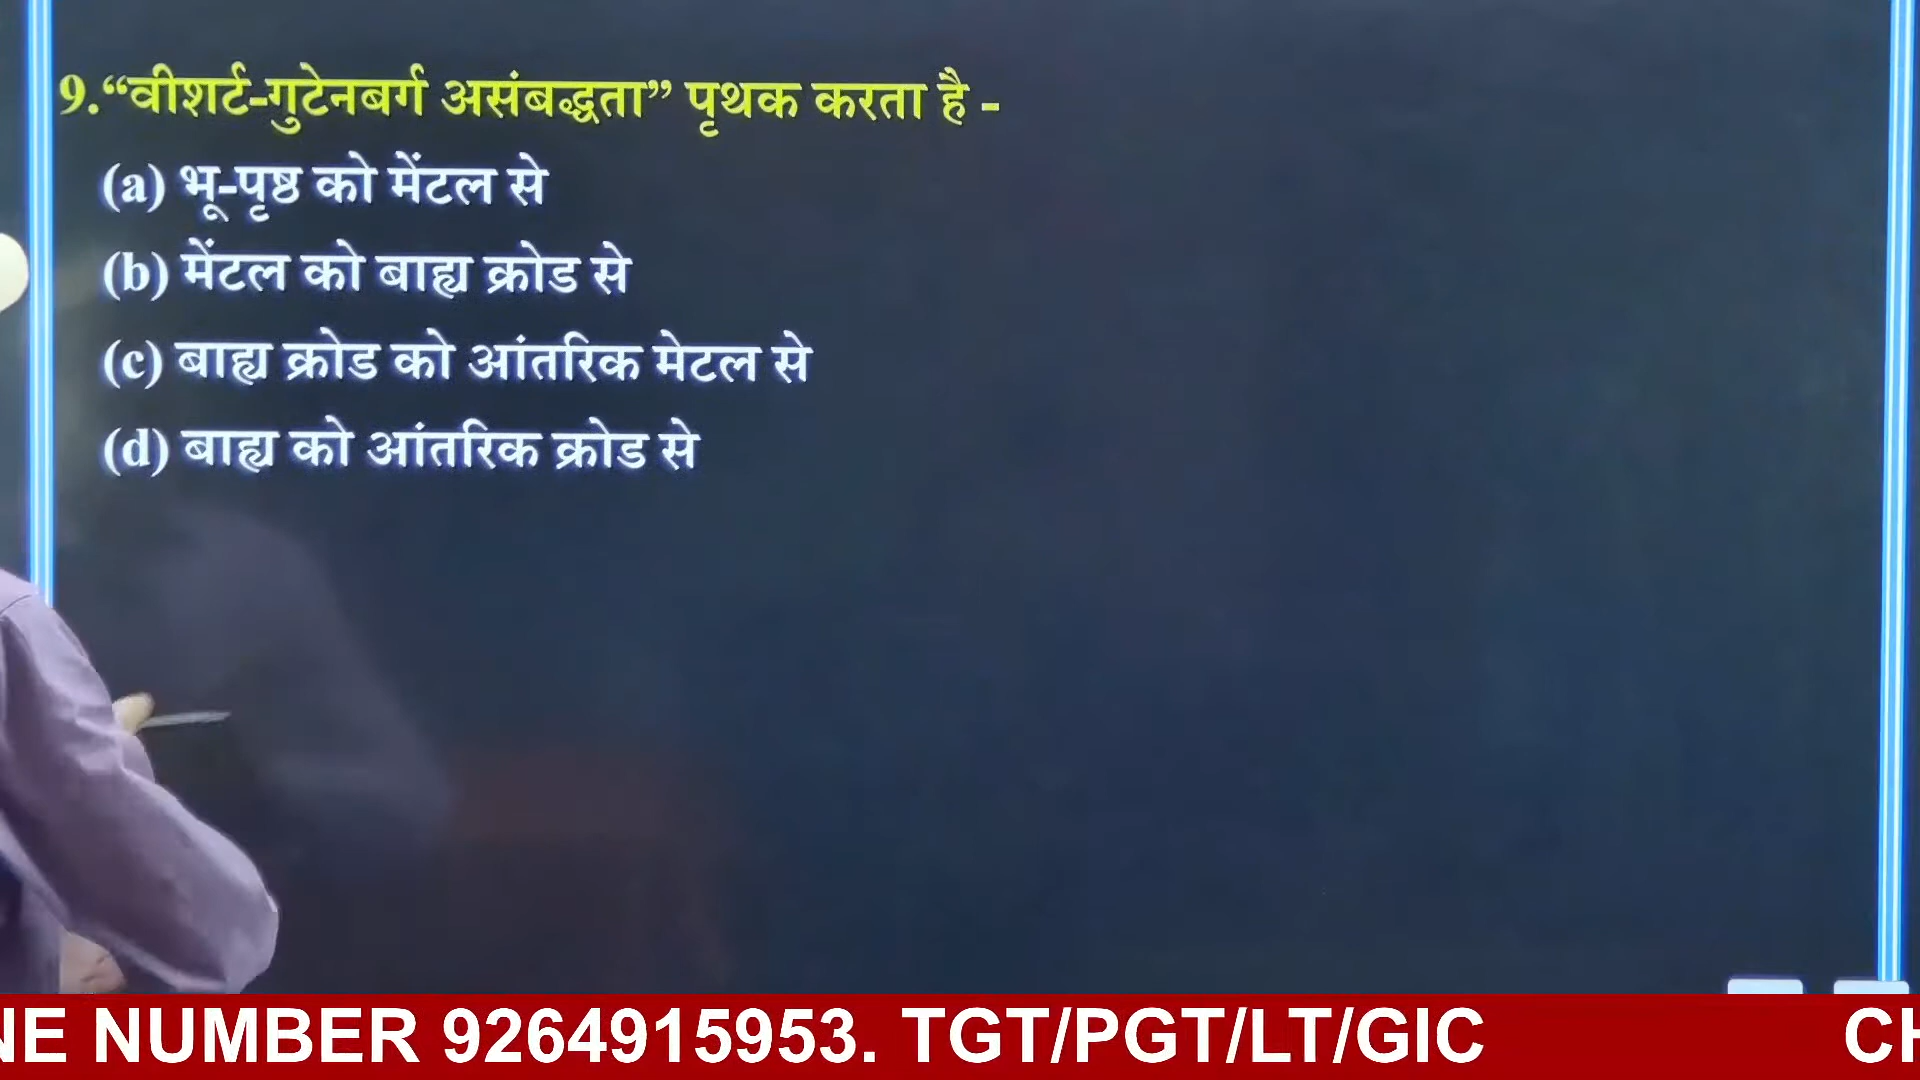 9.“वीशर्ट-गुटेनबर्ग असंबद्धता” पृथक करता है -
(a) भू-पृष्ठ को मेंटल से
(b) मेंटल को बाह्य क्रोड से
(c) बाह्य क्रोड को आंतरिक मेटल से
(d) बाह्य को आंतरिक क्रोड से
NE NUMBER 9264915953. TGT/PGT/LT/GIC CH